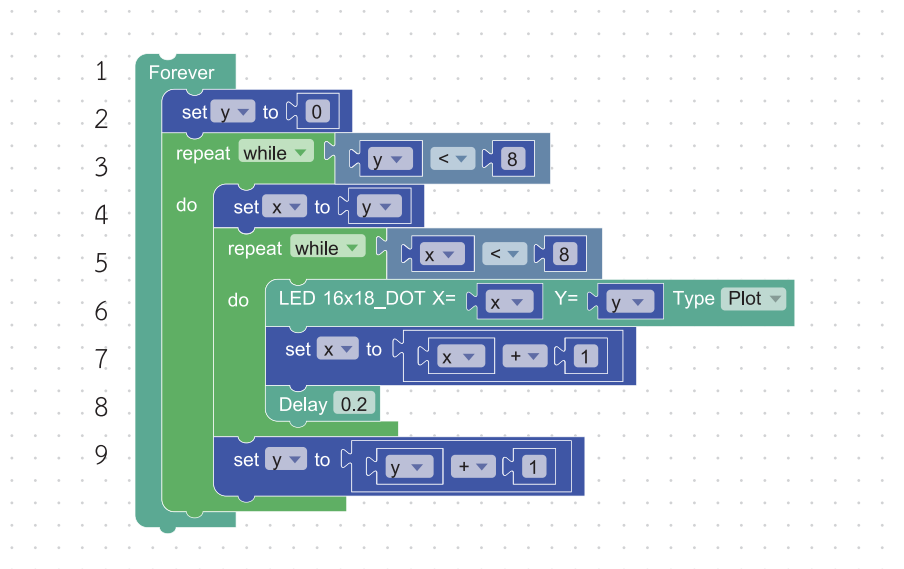 1 Forever
2 set y to 0
3 repeat while y < 8
4 do set x to y
5 repeat while x < 8
6 do LED 16x18_DOT X= x Y= y Type Plot
7 set x to x + 1
8 Delay 0.2
9 set y to y + 1